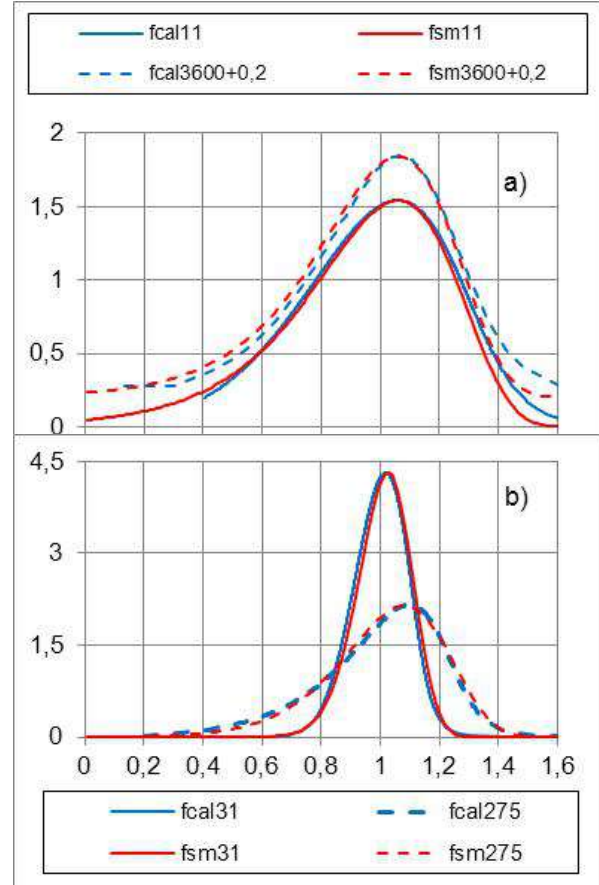 fcal11 fsm11
fcal3600+0,2 fsm3600+0,2
2
a)
1,5
1
0,5
0
4,5
b)
3
1,5
0
0 0,2 0,4 0,6 0,8 1 1,2 1,4 1,6
fcal31 fcal275
fsm31 fsm275